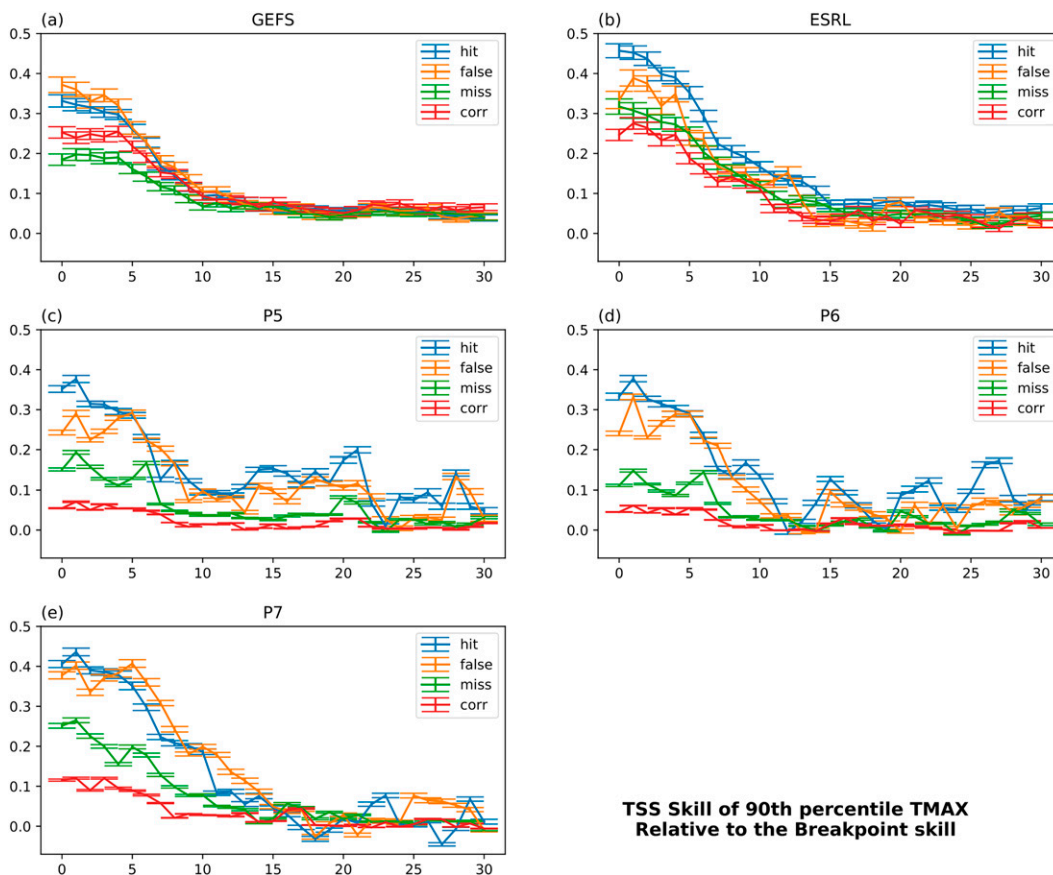 (a) GEFS
0.5
0.4
0.3
0.2
0.1
0.0
hit
false
miss
corr
0 5 10 15 20 25 30
(b) ESRL
0.5
0.4
0.3
0.2
0.1
0.0
hit
false
miss
corr
0 5 10 15 20 25 30
(c) P5
0.5
0.4
0.3
0.2
0.1
0.0
hit
false
miss
corr
0 5 10 15 20 25 30
(d) P6
0.5
0.4
0.3
0.2
0.1
0.0
hit
false
miss
corr
0 5 10 15 20 25 30
(e) P7
0.5
0.4
0.3
0.2
0.1
0.0
hit
false
miss
corr
0 5 10 15 20 25 30
TSS Skill of 90th percentile TMAX
Relative to the Breakpoint skill